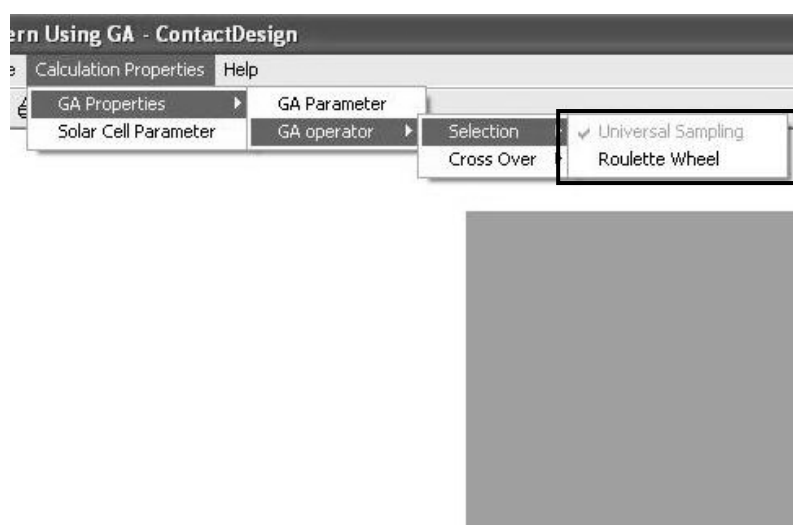 ern Using GA - ContactDesign
e Calculation Properties Help
GA Properties GA Parameter
Solar Cell Parameter GA operator Selection Universal Sampling
Cross Over Roulette Wheel